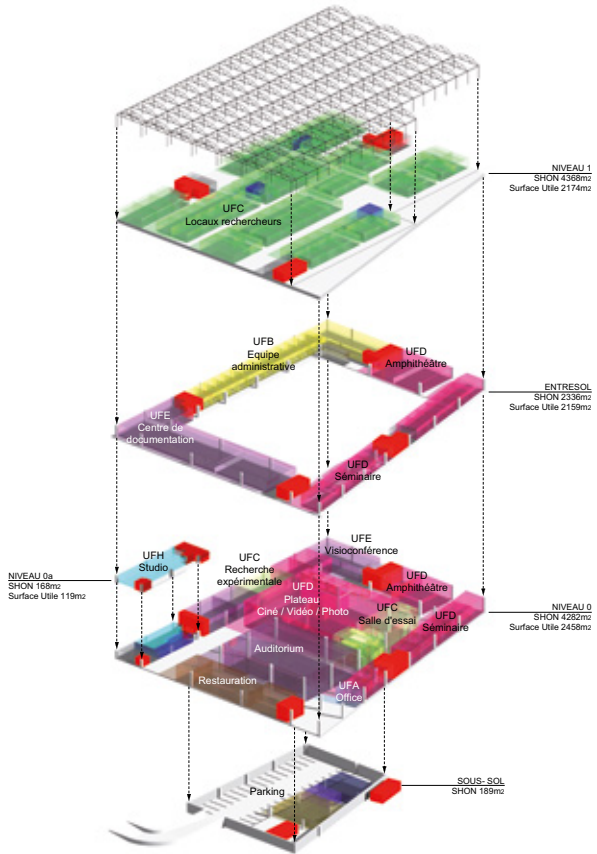 NIVEAU 1
SHON 4368m2
Surface Utile 2174m2
UFC
Locaux rechercheurs
UFB
Equipe
administrative
UFD
Amphithéâtre
ENTRESOL
SHON 2336m2
Surface Utile 2159m2
UFE
Centre de
documentation
UFD
Séminaire
UFE
Visioconférence
UFH
Studio
UFC
Recherche
expérimentale
NIVEAU 0a
SHON 168m2
Surface Utile 119m2
UFD
Plateau
Ciné / Vidéo / Photo
UFD
Amphithéâtre
UFC
Salle d'essai
UFD
Séminaire
NIVEAU 0
SHON 4282m2
Surface Utile 2458m2
Auditorium
Restauration
UFA
Office
SOUS- SOL
SHON 189m2
Parking